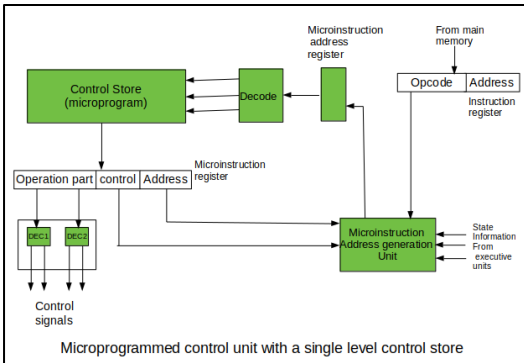 Microinstruction
address
register
From main
memory
Control Store
(microprogram)
Decode
Opcode
Address
Instruction
register
Microinstruction
register
Operation part
control
Address
DEC1
DEC2
Microinstruction
Address generation
Unit
State
Information
From
executive
units
Control
signals
Microprogrammed control unit with a single level control store